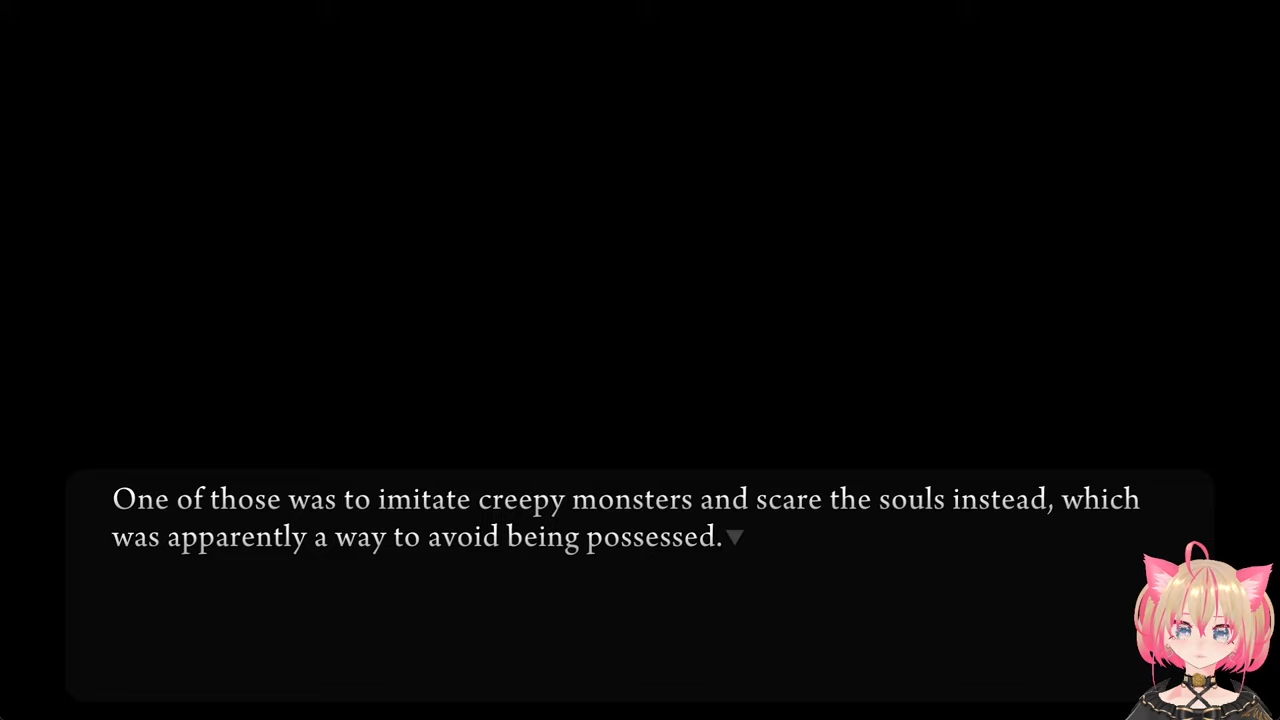 One of those was to imitate creepy monsters and scare the souls instead, which
was apparently a way to avoid being possessed.